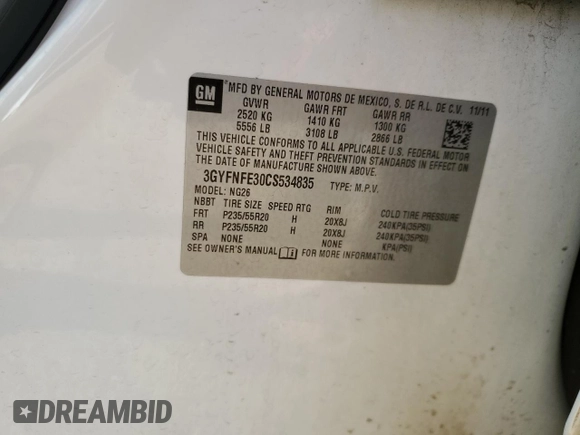 GM
MFD BY GENERAL MOTORS DE MEXICO, S. DE R.L. DE C.V. 11/11
GVWR GAWR FRT GAWR RR
2520 KG 1410 KG 1300 KG
5556 LB 3108 LB 2866 LB
THIS VEHICLE CONFORMS TO ALL APPLICABLE U.S. FEDERAL MOTOR
VEHICLE SAFETY AND THEFT PREVENTION STANDARDS IN EFFECT ON
THE DATE OF MANUFACTURE SHOWN ABOVE.
3GYFNFE30CS534835 TYPE: M.P.V.
MODEL: NG26
NBBT TIRE SIZE SPEED RTG RIM COLD TIRE PRESSURE
FRT P235/55R20 H 20X8J 240KPA(35PSI)
RR P235/55R20 H 20X8J 240KPA(35PSI)
SPA NONE NONE KPA(PSI)
SEE OWNER'S MANUAL FOR MORE INFORMATION.
DREAMBID